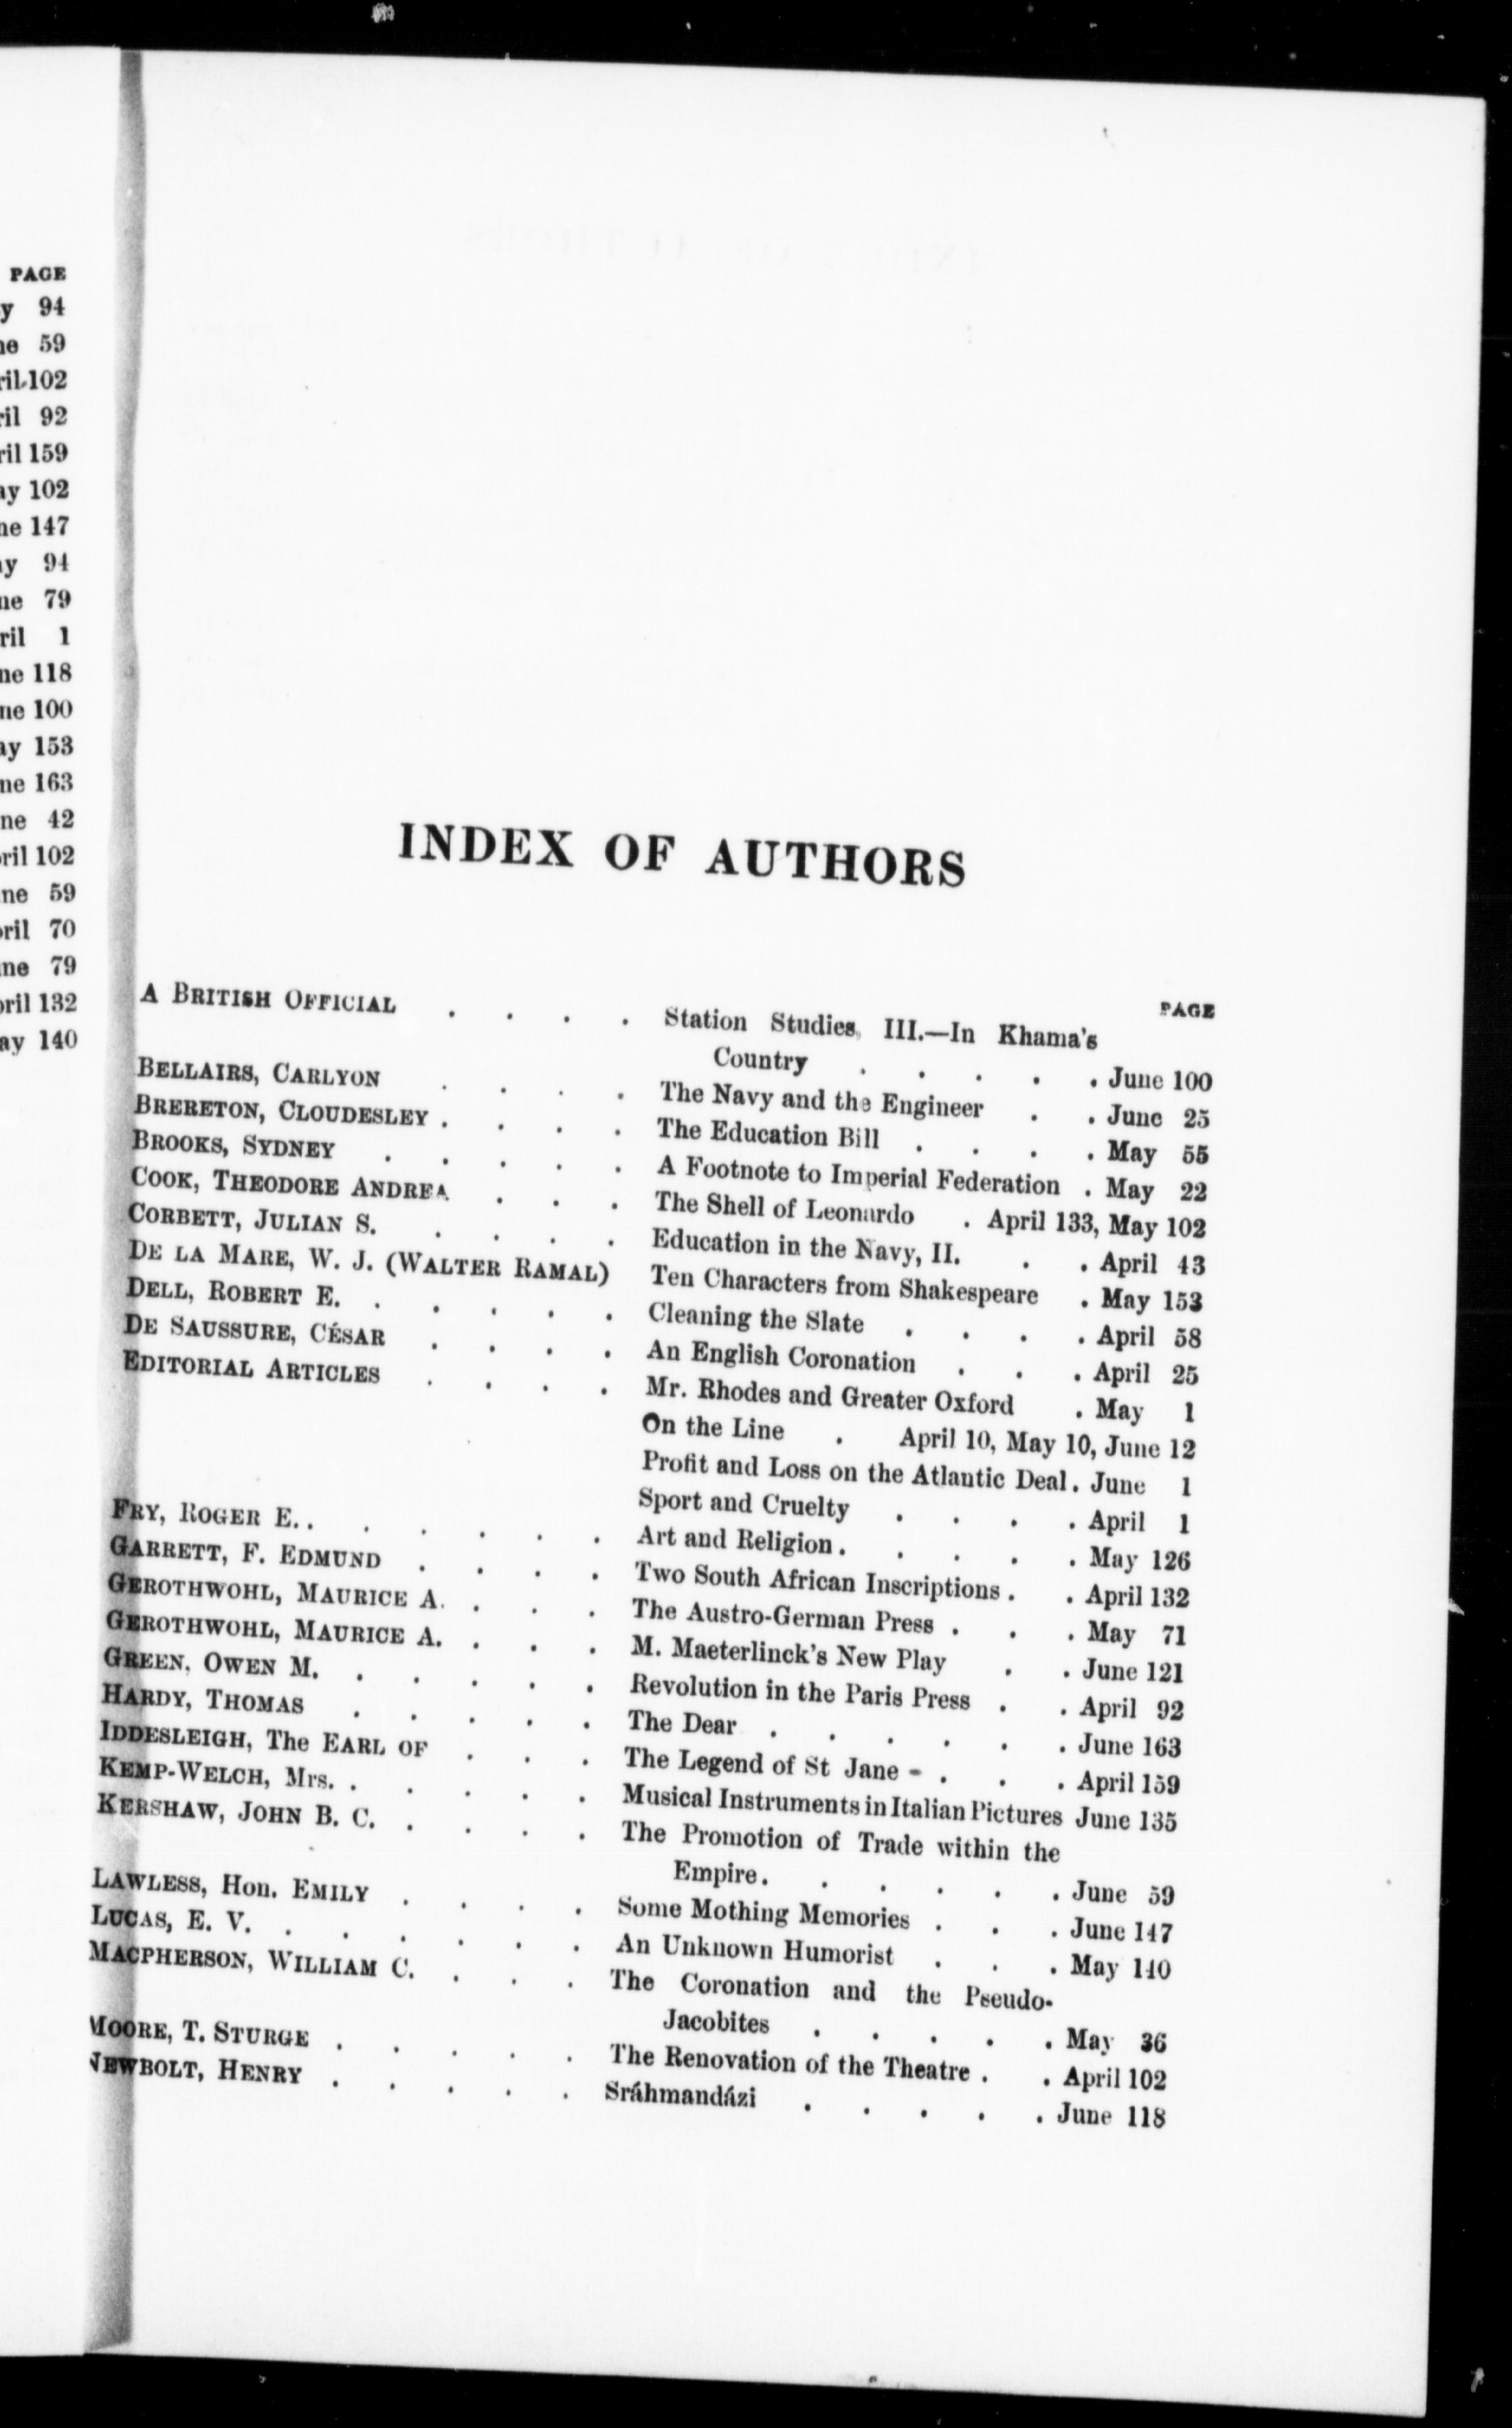 PAGE
y 94
ne 59
ril 102
ril 92
ril 159
ay 102
ne 147
ay 94
ne 79
ril 1
ne 118
ne 100
ay 153
ne 163
ne 42
ril 102
ne 59
ril 70
une 79
pril 132
ay 140
INDEX OF AUTHORS
PAGE
A BRITISH OFFICIAL . . . . Station Studies, III.—In Khama's
Country . . . . . June 100
BELLAIRS, CARLYON . . . . The Navy and the Engineer . . June 25
BRERETON, CLOUDESLEY . . . . The Education Bill . . . . May 55
BROOKS, SYDNEY . . . . . A Footnote to Imperial Federation . May 22
COOK, THEODORE ANDREA . . . The Shell of Leonardo . April 133, May 102
CORBETT, JULIAN S. . . . . Education in the Navy, II. . . April 43
DE LA MARE, W. J. (WALTER RAMAL) Ten Characters from Shakespeare . May 153
DELL, ROBERT E. . . . . . Cleaning the Slate . . . . April 58
DE SAUSSURE, CÉSAR . . . . An English Coronation . . . April 25
EDITORIAL ARTICLES . . . . Mr. Rhodes and Greater Oxford . May 1
On the Line . April 10, May 10, June 12
Profit and Loss on the Atlantic Deal . June 1
Sport and Cruelty . . . . April 1
FRY, ROGER E. . . . . . . Art and Religion . . . . . May 126
GARRETT, F. EDMUND . . . . Two South African Inscriptions . . April 132
GEROTHWOHL, MAURICE A. . . . The Austro-German Press . . . May 71
GEROTHWOHL, MAURICE A. . . . M. Maeterlinck's New Play . . June 121
GREEN, OWEN M. . . . . . Revolution in the Paris Press . . April 92
HARDY, THOMAS . . . . . The Dear . . . . . . June 163
IDDESLEIGH, The EARL OF . . . The Legend of St Jane - . . . April 159
KEMP-WELCH, Mrs. . . . . . Musical Instruments in Italian Pictures June 135
KERSHAW, JOHN B. C. . . . . The Promotion of Trade within the
Empire . . . . . . June 59
LAWLESS, Hon. EMILY . . . . Some Mothing Memories . . . June 147
LUCAS, E. V. . . . . . . An Unknown Humorist . . . May 140
MACPHERSON, WILLIAM C. . . . The Coronation and the Pseudo-
Jacobites . . . . . May 36
MOORE, T. STURGE . . . . . The Renovation of the Theatre . . April 102
NEWBOLT, HENRY . . . . . Sráhmandázi . . . . . June 118